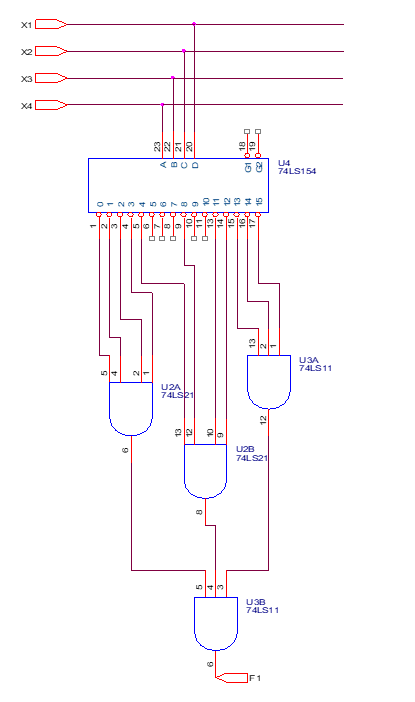 X1
X2
X3
X4
23 22 21 20 18 19
A B C D G1 G2
U4
74LS154
0 1 2 3 4 5 6 7 8 9 10 11 12 13 14 15
1 2 3 4 5 6 7 8 9 10 11 13 14 15 16 17
13 2 1
U3A
74LS11
12
5 4 2 1
U2A
74LS21
6
13 12 10 9
U2B
74LS21
8
5 4 3
U3B
74LS11
6
F1